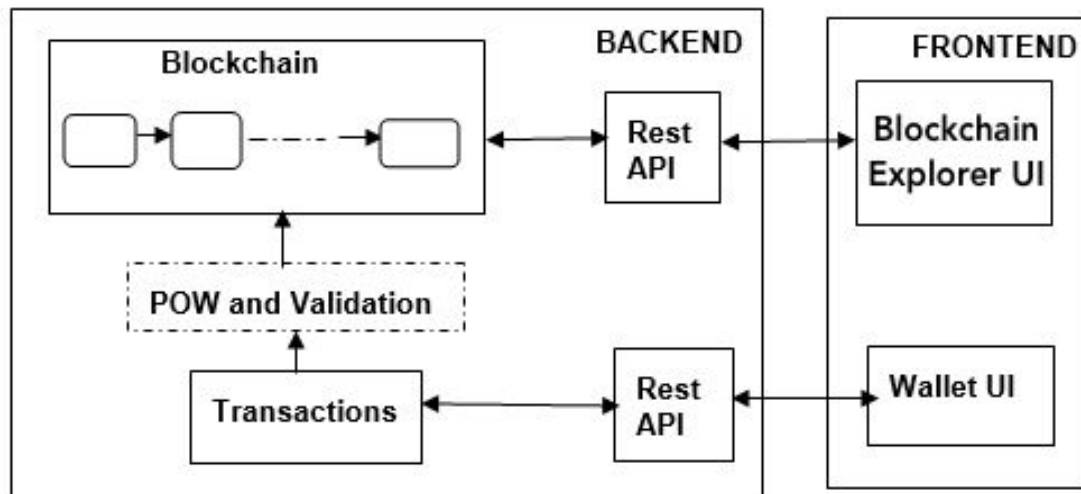 BACKEND
Blockchain
Rest
API
POW and Validation
Transactions
Rest
API
FRONTEND
Blockchain
Explorer UI
Wallet UI